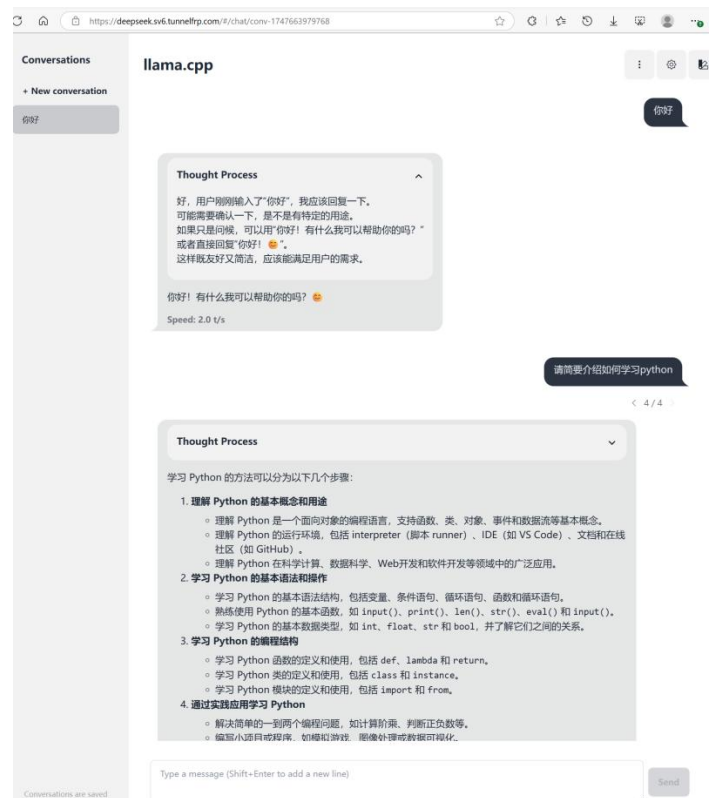 https://deepseek.sv6.tunnelfrp.com/#/chat/conv-1747663979768
Conversations
llama.cpp
+ New conversation
你好
你好
Thought Process
好，用户刚刚输入了"你好"，我应该回复一下。
可能需要确认一下，是不是有特定的用途。
如果只是问候，可以用"你好！有什么我可以帮助你的吗？"
或者直接回复"你好！😊"。
这样既友好又简洁，应该能满足用户的需求。
你好！有什么我可以帮助你的吗？😊
Speed: 2.0 t/s
请简要介绍如何学习python
4 / 4
Thought Process
学习 Python 的方法可以分为以下几个步骤：
1. 理解 Python 的基本概念和用途
理解 Python 是一个面向对象的编程语言，支持函数、类、对象、事件和数据流等基本概念。
理解 Python 的运行环境，包括 interpreter（脚本 runner）、IDE（如 VS Code）、文档和在线
社区（如 GitHub）。
理解 Python 在科学计算、数据科学、Web开发和软件开发等领域中的广泛应用。
2. 学习 Python 的基本语法和操作
学习 Python 的基本语法结构，包括变量、条件语句、循环语句、函数和循环语句。
熟练使用 Python 的基本函数，如 input()、print()、len()、str()、eval() 和 input()。
学习 Python 的基本数据类型，如 int、float、str 和 bool，并了解它们之间的关系。
3. 学习 Python 的编程结构
学习 Python 函数的定义和使用，包括 def、lambda 和 return。
学习 Python 类的定义和使用，包括 class 和 instance。
学习 Python 模块的定义和使用，包括 import 和 from。
4. 通过实践应用学习 Python
解决简单的一到两个编程问题，如计算阶乘、判断正负数等。
编写小项目或程序，如模拟游戏、图像处理或数据可视化。
Type a message (Shift+Enter to add a new line)
Send
Conversations are saved